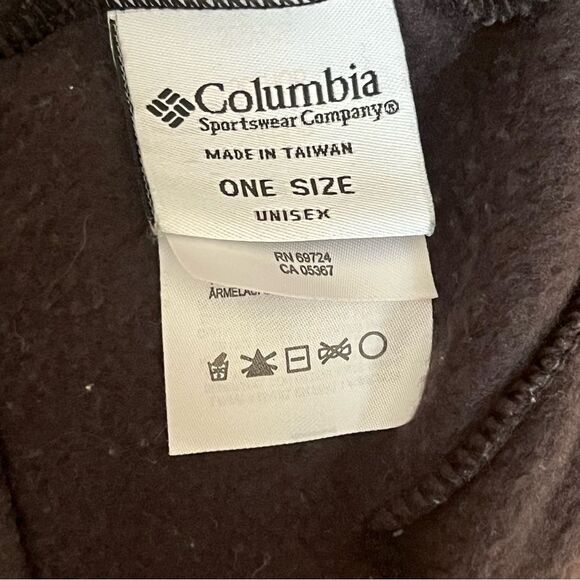 Columbia
Sportswear Company®
MADE IN TAIWAN
ONE SIZE
UNISEX
RN 69724
CA 05367